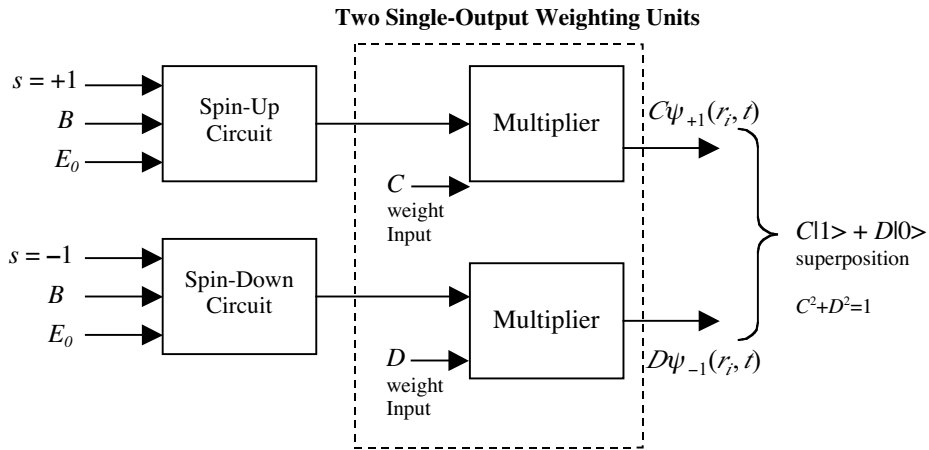 Two Single-Output Weighting Units
s = +1
B
E₀
Spin-Up
Circuit
Multiplier
C
weight
Input
Cψ₊₁(rᵢ, t)
s = −1
B
E₀
Spin-Down
Circuit
Multiplier
D
weight
Input
Dψ₋₁(rᵢ, t)
C|1> + D|0>
superposition
C²+D²=1